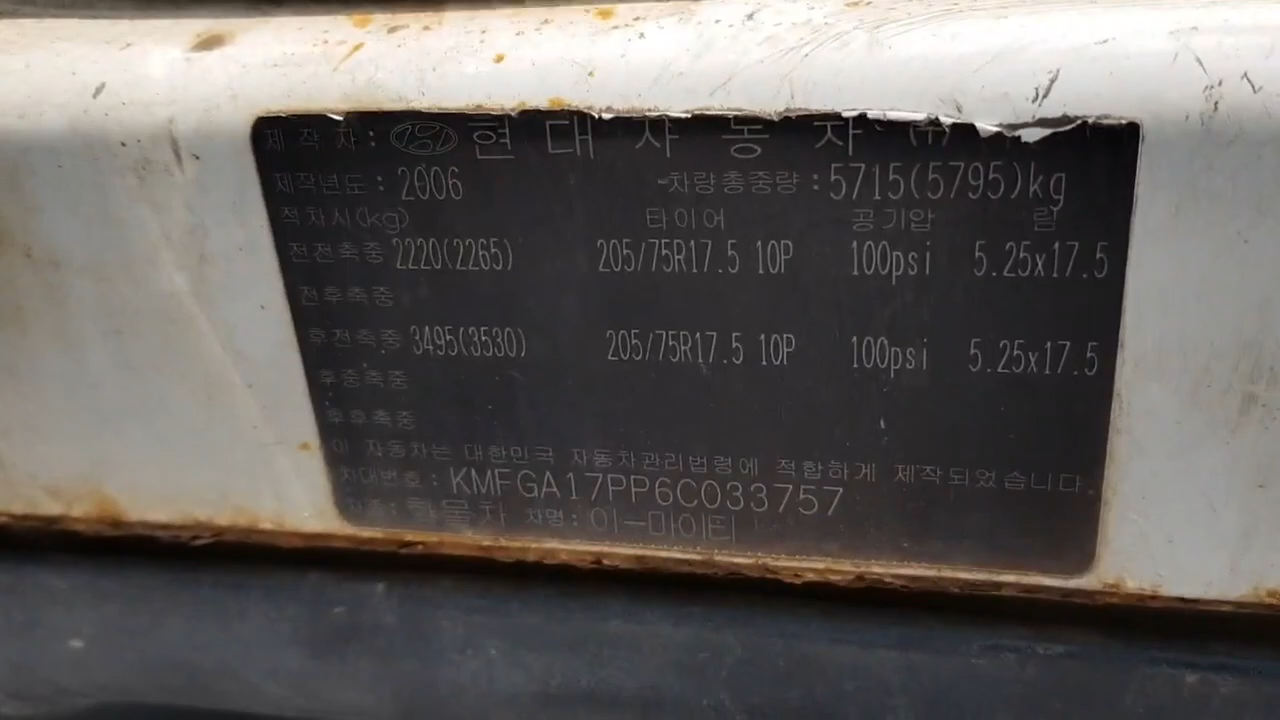 제 작 자 : 현 대 자 동 차 (주)
제작년도 : 2006 차량총중량 : 5715(5795)kg
적차시(kg) 타이어 공기압 림
전전축중 2220(2265) 205/75R17.5 10P 100psi 5.25x17.5
전후축중
후전축중 3495(3530) 205/75R17.5 10P 100psi 5.25x17.5
후중축중
후후축중
이 자동차는 대한민국 자동차관리법령에 적합하게 제작되었습니다.
차대번호 : KMFGA17PP6C033757
화물차 차명 : 이-마이티